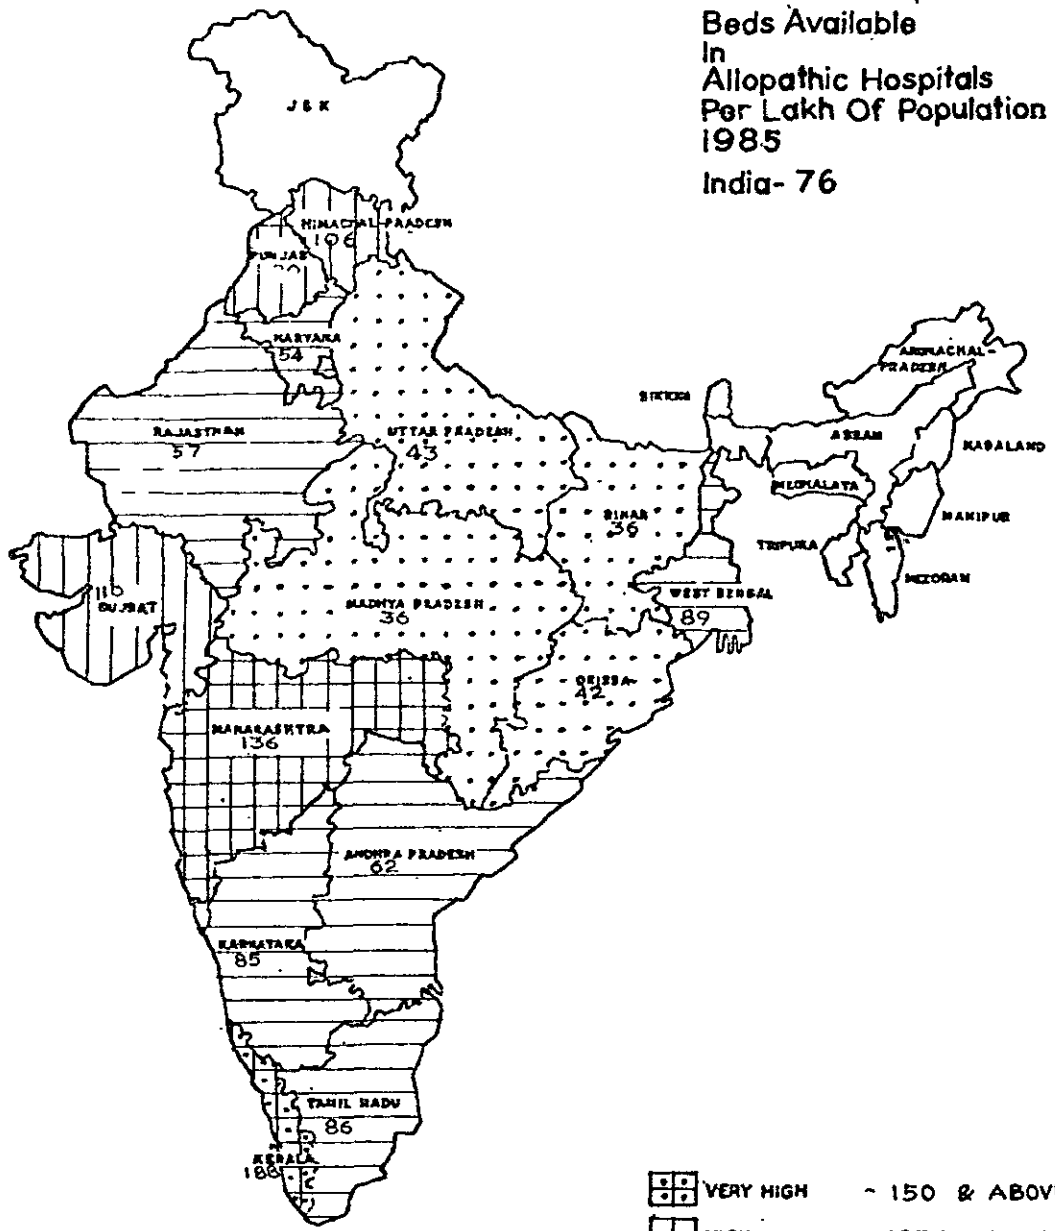 Beds Available
In
Allopathic Hospitals
Per Lakh Of Population
1985
India- 76
J & K
HIMACHAL PRADESH
106
PUNJAB
HARYANA
54
RAJASTHAN
57
UTTAR PRADESH
43
SIKKIM
ARUNACHAL-
PRADESH
ASSAM
NAGALAND
MEGHALAYA
MANIPUR
TRIPURA
MIZORAM
BIHAR
36
WEST BENGAL
89
GUJRAT
MADHYA PRADESH
36
ORISSA
42
MAHARASHTRA
136
ANDHRA PRADESH
62
KARNATAKA
85
TAMIL NADU
86
KERALA
188
VERY HIGH - 150 & ABOV